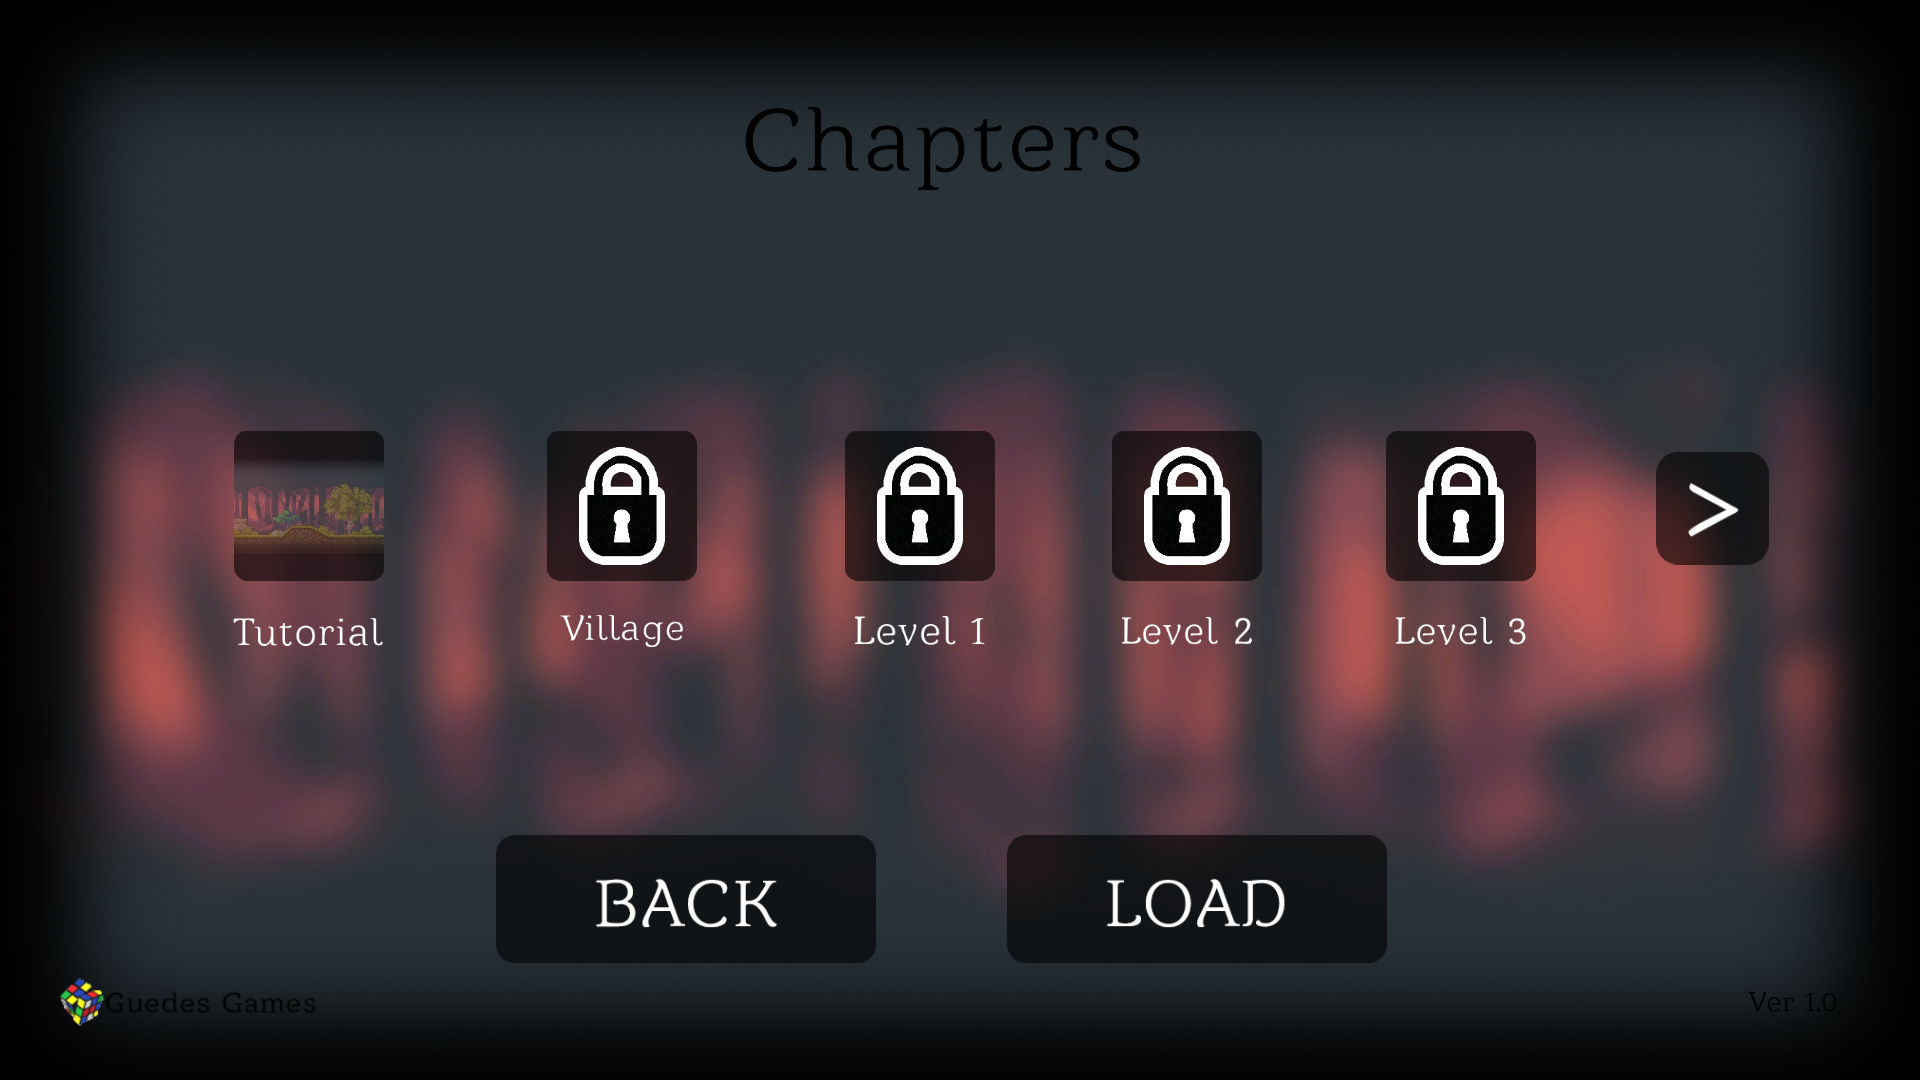 Chapters
>
Tutorial
Village
Level 1
Level 2
Level 3
BACK
LOAD
Guedes Games
Ver 1.0